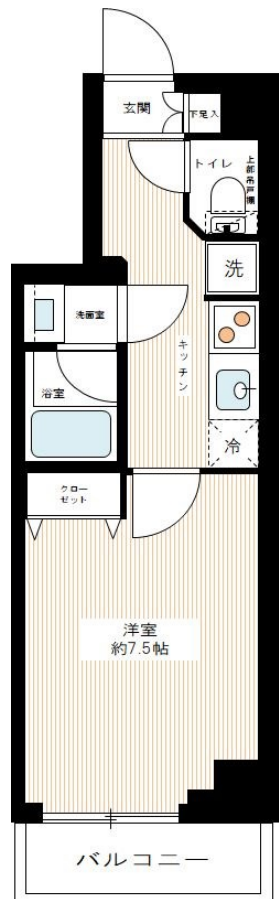 玄関
下足入
トイレ
上部吊戸棚
洗
洗面室
キッチン
浴室
冷
クロー
ゼット
洋室
約7.5帖
バルコニー